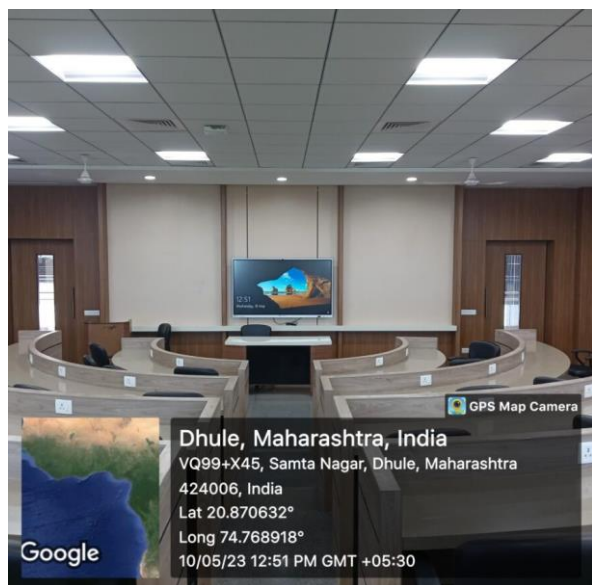 12:51
GPS Map Camera
Dhule, Maharashtra, India
VQ99+X45, Samta Nagar, Dhule, Maharashtra
424006, India
Lat 20.870632°
Long 74.768918°
10/05/23 12:51 PM GMT +05:30
Google